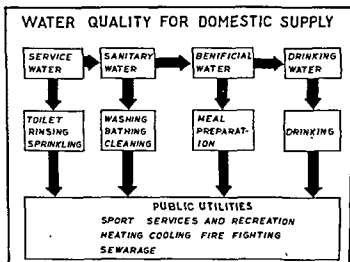 WATER QUALITY FOR DOMESTIC SUPPLY
SERVICE
WATER
SANITARY
WATER
BENIFICIAL
WATER
DRINKING
WATER
TOILET
RINSING
SPRINKLING
WASHING
BATHING
CLEANING
MEAL
PREPARAT-
ION
DRINKING
PUBLIC UTILITIES
SPORT SERVICES AND RECREATION
HEATING COOLING FIRE FIGHTING
SEWARAGE